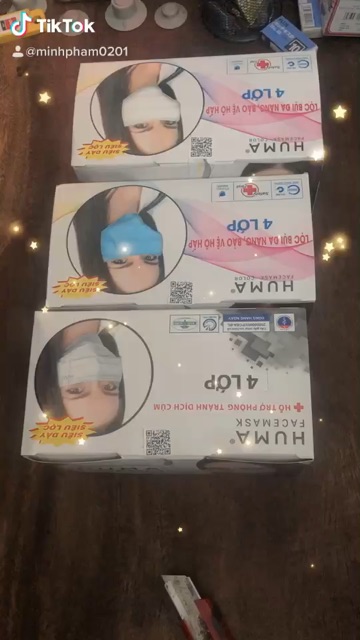 TikTok
@minhpham0201
HUMA®
FACEMASK COLOR
LỌC BỤI ĐA NĂNG, BẢO VỆ HÔ HẤP
4 LỚP
SIÊU DÀY
SIÊU LỌC
HUMA®
FACEMASK COLOR
LỌC BỤI ĐA NĂNG, BẢO VỆ HÔ HẤP
4 LỚP
SIÊU DÀY
SIÊU LỌC
HUMA®
FACEMASK
+ HỖ TRỢ PHÒNG TRÁNH DỊCH CÚM
4 LỚP
SIÊU DÀY
SIÊU LỌC